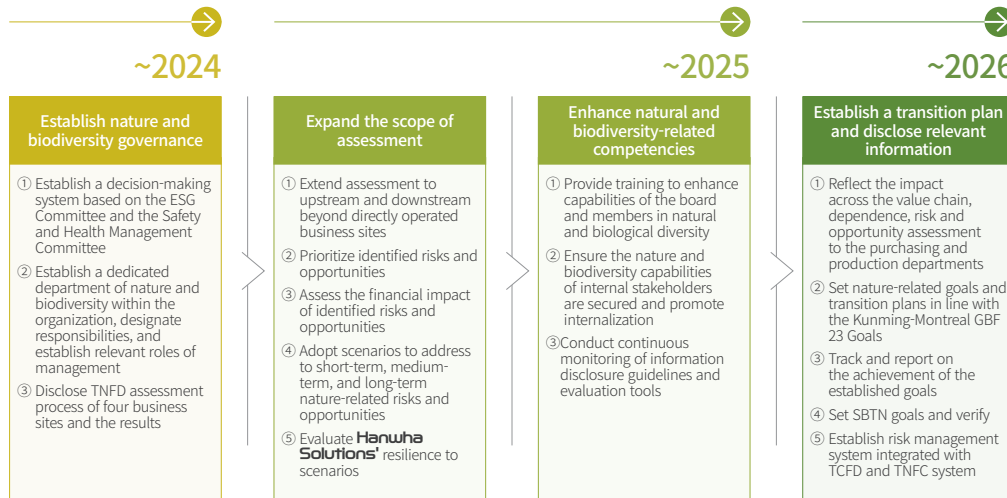 ~2024
Establish nature and
biodiversity governance
① Establish a decision-making
system based on the ESG
Committee and the Safety
and Health Management
Committee
② Establish a dedicated
department of nature and
biodiversity within the
organization, designate
responsibilities, and
establish relevant roles of
management
③ Disclose TNFD assessment
process of four business
sites and the results
~2025
Expand the scope of
assessment
① Extend assessment to
upstream and downstream
beyond directly operated
business sites
② Prioritize identified risks and
opportunities
③ Assess the financial impact
of identified risks and
opportunities
④ Adopt scenarios to address
to short-term, medium-
term, and long-term
nature-related risks and
opportunities
⑤ Evaluate Hanwha
Solutions' resilience to
scenarios
Enhance natural and
biodiversity-related
competencies
① Provide training to enhance
capabilities of the board
and members in natural
and biological diversity
② Ensure the nature and
biodiversity capabilities
of internal stakeholders
are secured and promote
internalization
③Conduct continuous
monitoring of information
disclosure guidelines and
evaluation tools
~2026
Establish a transition plan
and disclose relevant
information
① Reflect the impact
across the value chain,
dependence, risk and
opportunity assessment
to the purchasing and
production departments
② Set nature-related goals and
transition plans in line with
the Kunming-Montreal GBF
23 Goals
③ Track and report on
the achievement of the
established goals
④ Set SBTN goals and verify
⑤ Establish risk management
system integrated with
TCFD and TNFC system